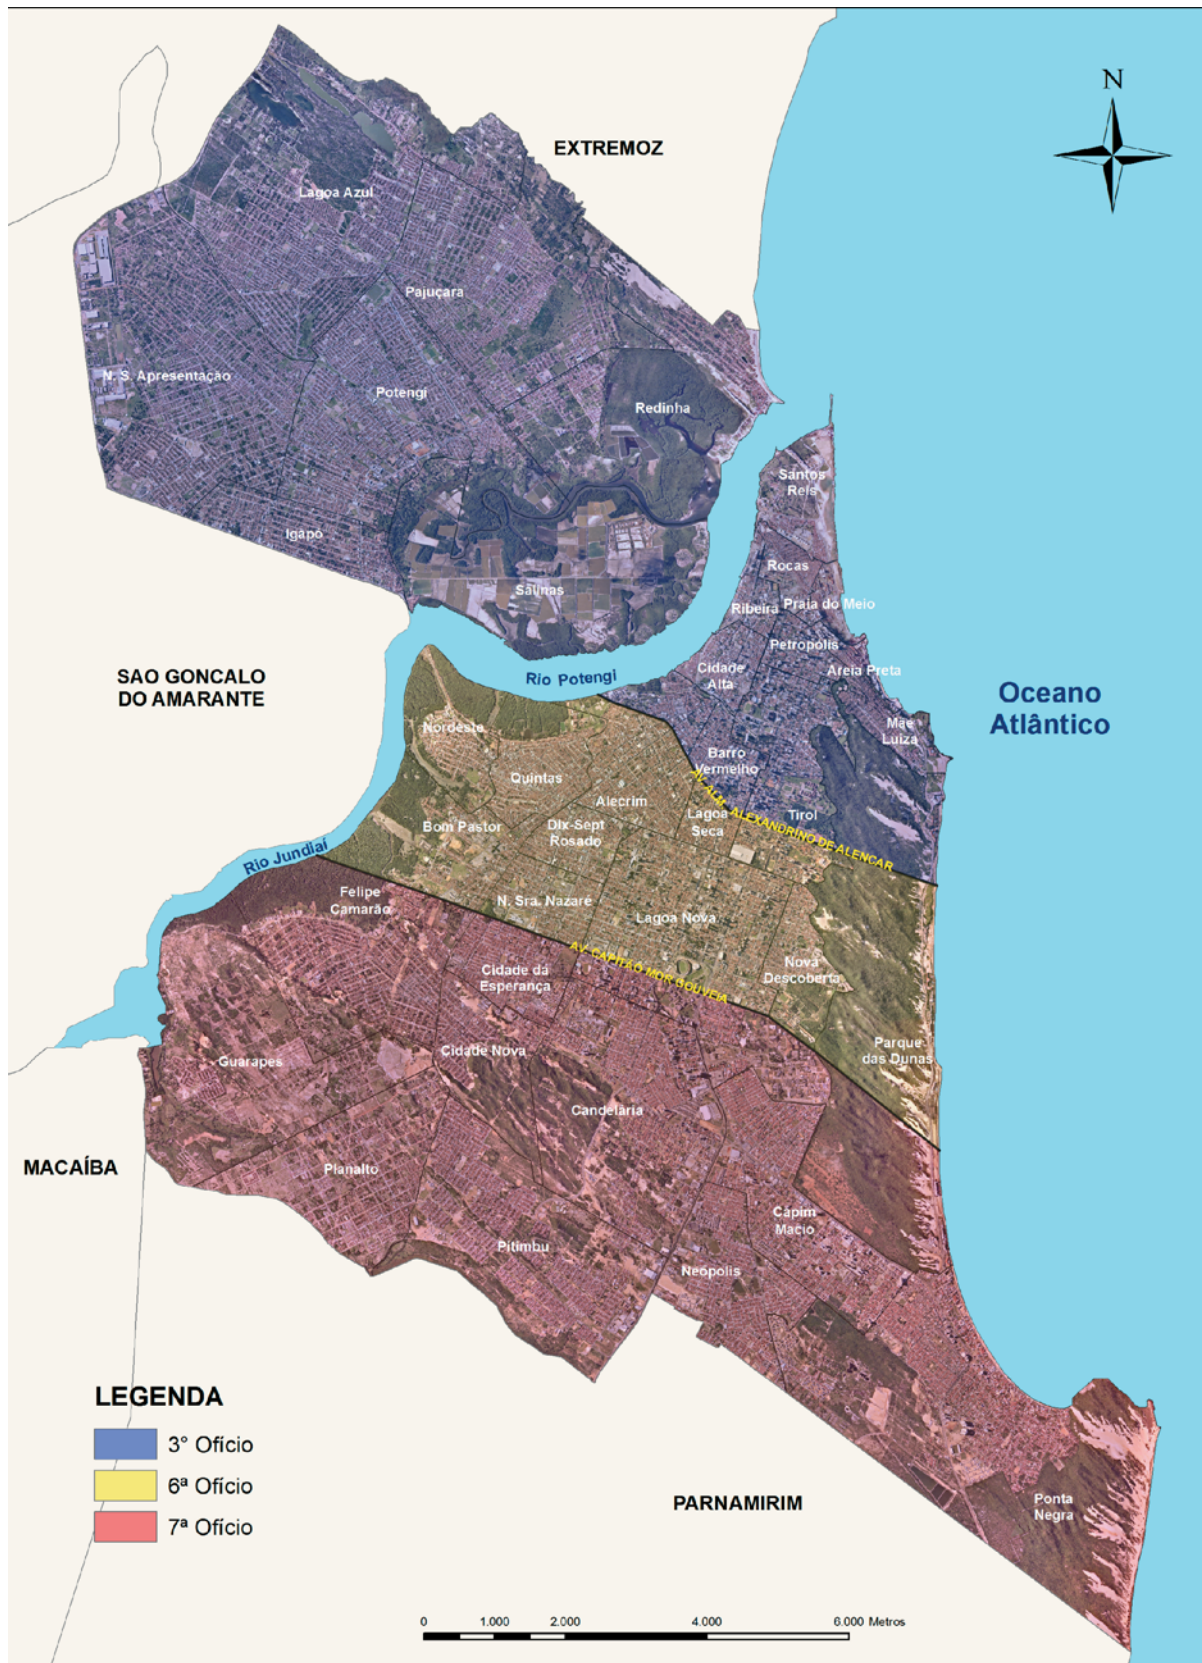 N
EXTREMOZ
Lagoa Azul
Pajuçara
N. S. Apresentação
Potengi
Redinha
Santos
Reis
Igapó
Rocas
Salinas
Ribeira
Praia do Meio
Petropólis
SAO GONCALO
DO AMARANTE
Rio Potengi
Cidade
Alta
Areia Preta
Oceano
Atlântico
Mae
Luiza
Nordeste
Barro
Vermelho
Quintas
AV. ALM. ALEXANDRINO DE ALENCAR
Alecrim
Lagoa
Seca
Tirol
Bom Pastor
Dix-Sept
Rosado
Rio Jundiaí
Felipe
Camarão
N. Sra. Nazaré
Lagoa Nova
AV. CAPITÃO MOR GOUVEIA
Nova
Descoberta
Cidade da
Esperança
Parque
das Dunas
Cidade Nova
Guarapes
Candelária
MACAÍBA
Planalto
Capim
Macio
Pitimbu
Neópolis
LEGENDA
3° Ofício
6ª Ofício
7ª Ofício
PARNAMIRIM
Ponta
Negra
0 1.000 2.000 4.000 6.000 Metros